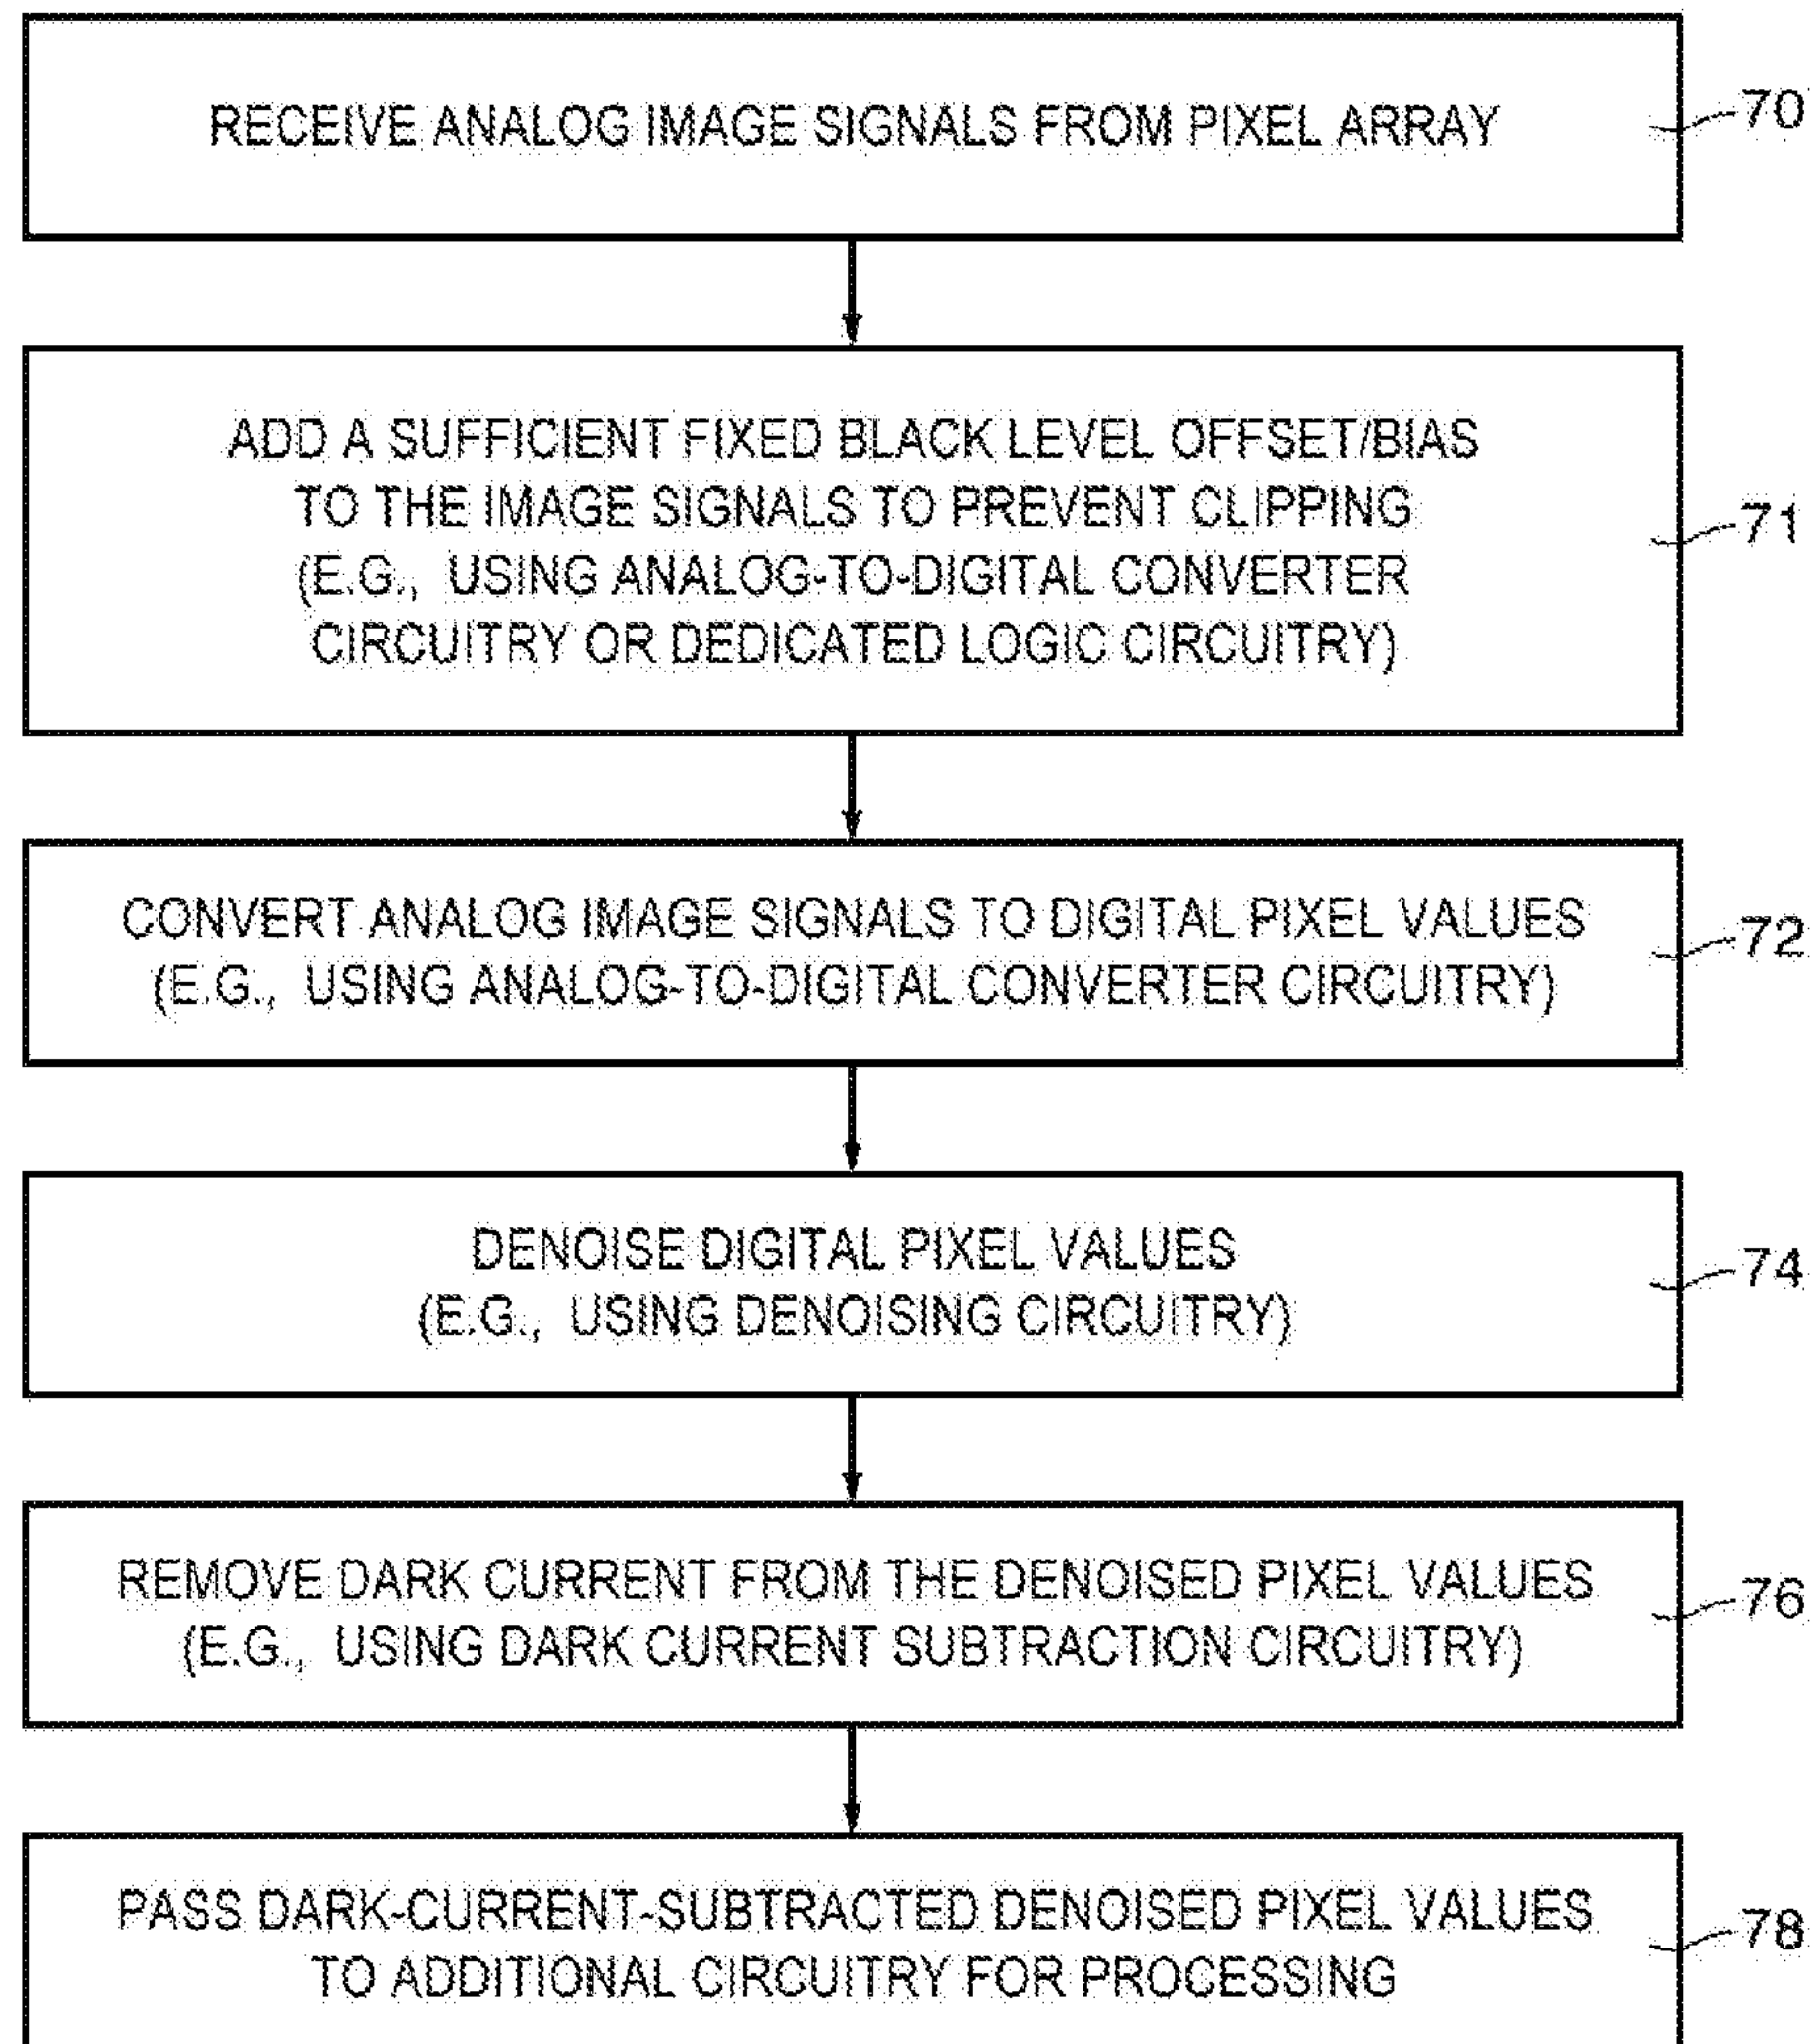 RECEIVE ANALOG IMAGE SIGNALS FROM PIXEL ARRAY
70
ADD A SUFFICIENT FIXED BLACK LEVEL OFFSET/BIAS
TO THE IMAGE SIGNALS TO PREVENT CLIPPING
(E.G., USING ANALOG-TO-DIGITAL CONVERTER
CIRCUITRY OR DEDICATED LOGIC CIRCUITRY)
71
CONVERT ANALOG IMAGE SIGNALS TO DIGITAL PIXEL VALUES
(E.G., USING ANALOG-TO-DIGITAL CONVERTER CIRCUITRY)
72
DENOISE DIGITAL PIXEL VALUES
(E.G., USING DENOISING CIRCUITRY)
74
REMOVE DARK CURRENT FROM THE DENOISED PIXEL VALUES
(E.G., USING DARK CURRENT SUBTRACTION CIRCUITRY)
76
PASS DARK-CURRENT-SUBTRACTED DENOISED PIXEL VALUES
TO ADDITIONAL CIRCUITRY FOR PROCESSING
78